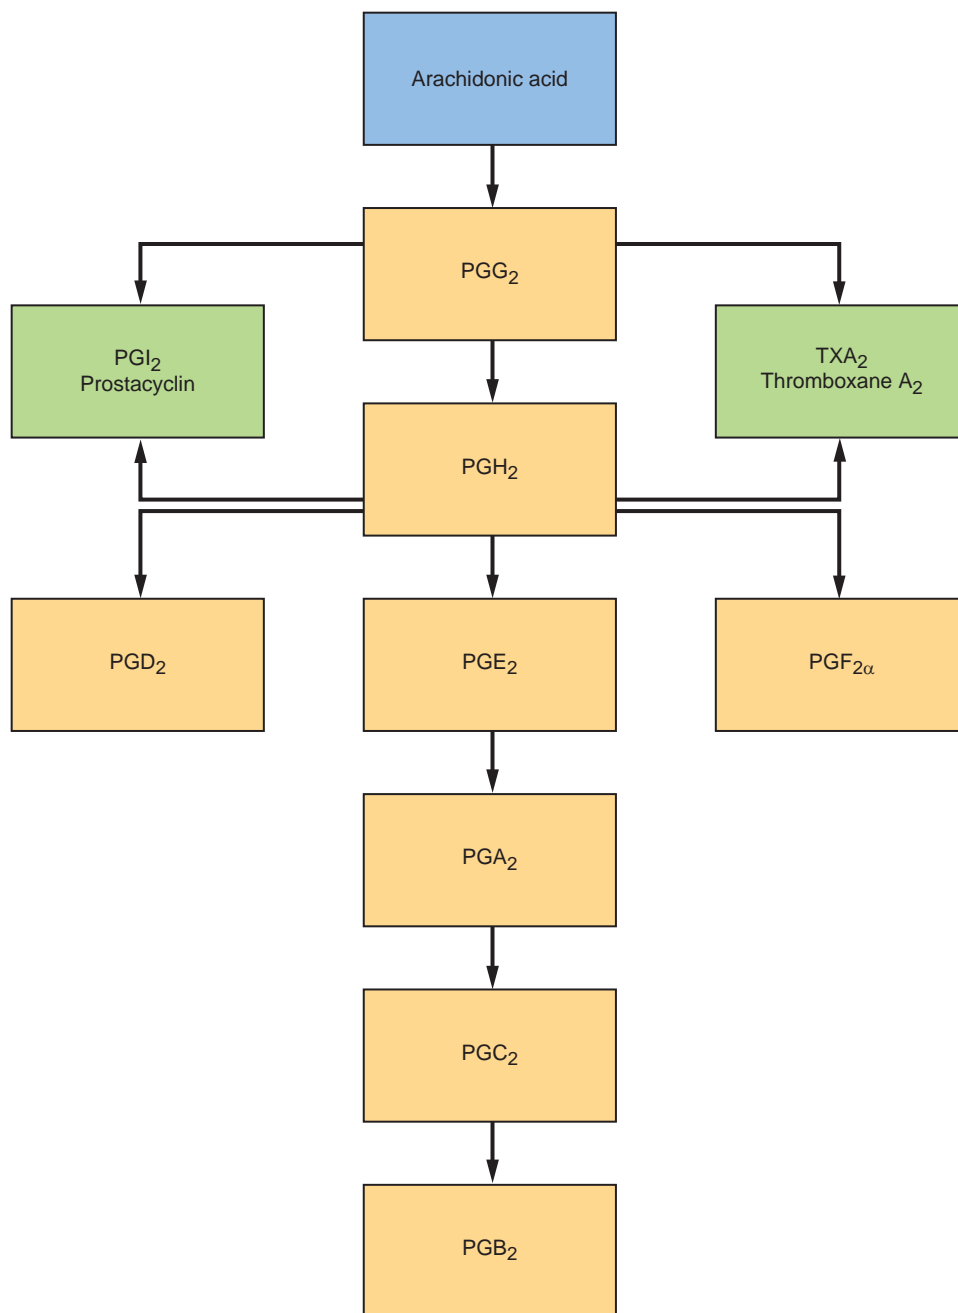 Arachidonic acid
PGG₂
PGI₂
Prostacyclin
TXA₂
Thromboxane A₂
PGH₂
PGD₂
PGE₂
PGF₂α
PGA₂
PGC₂
PGB₂